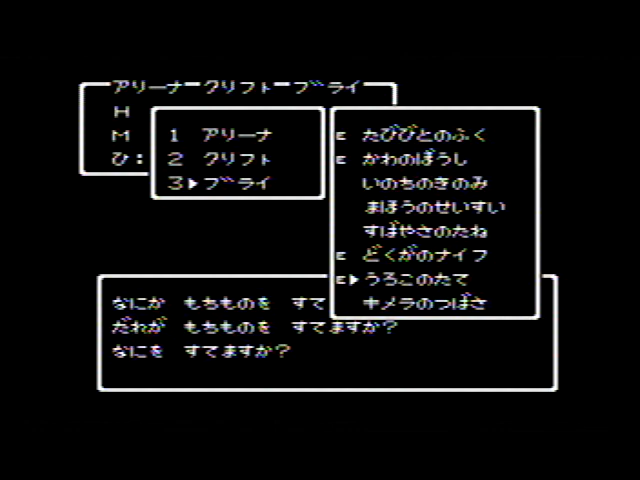 アリーナ クリフト ブライ
H
M
ひ:
1 アリーナ
2 クリフト
3▶ブライ
E たびびとのふく
E かわのぼうし
いのちのきのみ
まほうのせいすい
すばやさのたね
E どくがのナイフ
E▶うろこのたて
キメラのつばさ
なにか もちものを すて
だれが もちものを すてますか?
なにを すてますか?